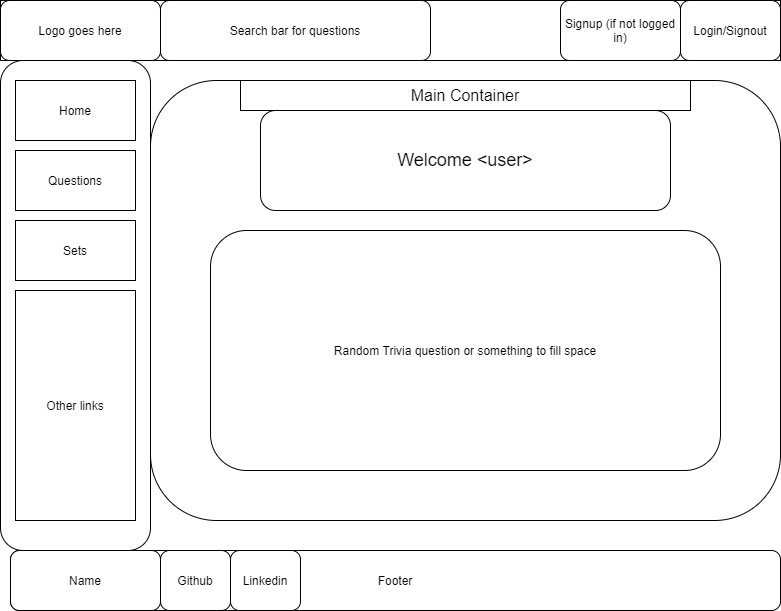 Logo goes here
Search bar for questions
Signup (if not logged
in)
Login/Signout
Home
Questions
Sets
Other links
Main Container
Welcome <user>
Random Trivia question or something to fill space
Name
Github
Linkedin
Footer